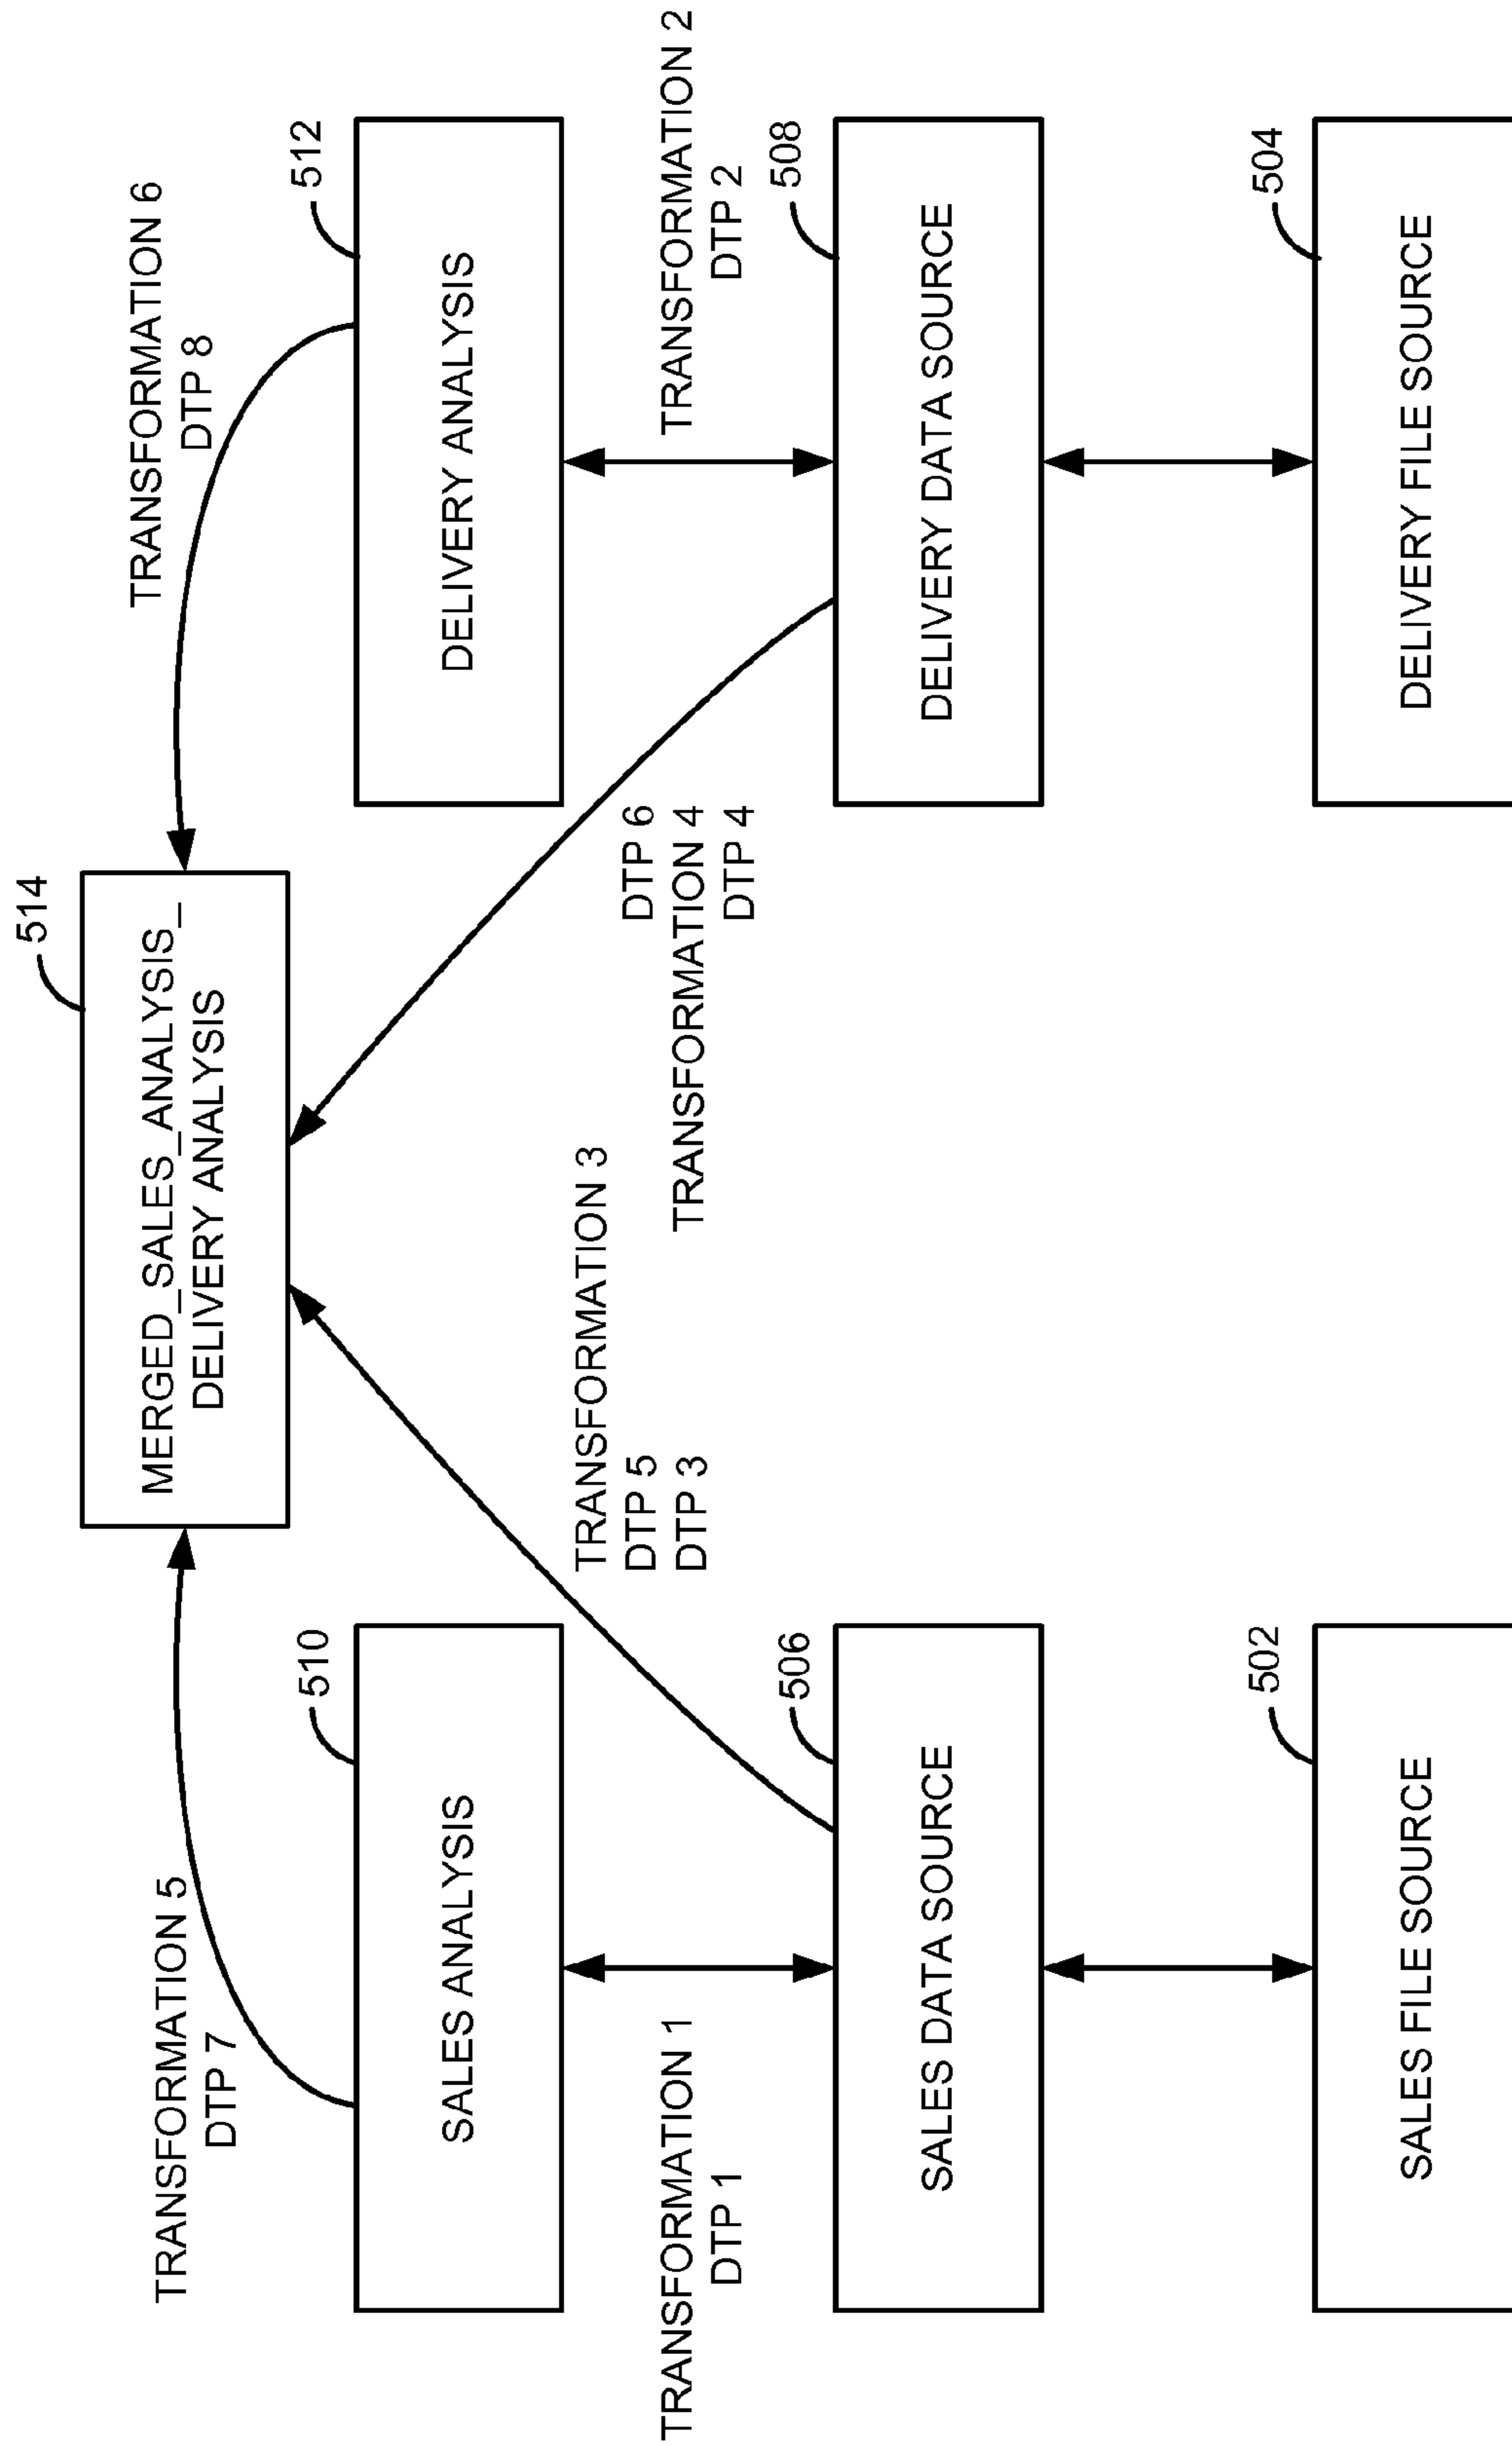 514
MERGED_SALES_ANALYSIS_
DELIVERY ANALYSIS
TRANSFORMATION 5
DTP 7
TRANSFORMATION 6
DTP 8
510
SALES ANALYSIS
512
DELIVERY ANALYSIS
TRANSFORMATION 1
DTP 1
TRANSFORMATION 3
DTP 5
DTP 3
DTP 6
TRANSFORMATION 4
DTP 4
TRANSFORMATION 2
DTP 2
506
SALES DATA SOURCE
508
DELIVERY DATA SOURCE
502
SALES FILE SOURCE
504
DELIVERY FILE SOURCE